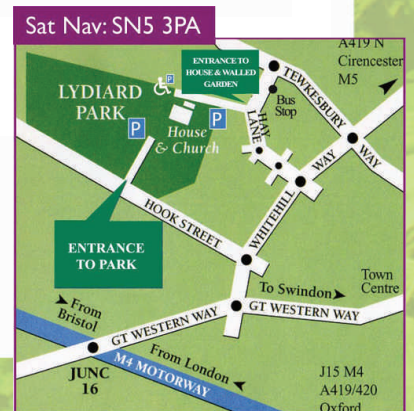 Sat Nav: SN5 3PA
A419 N
Cirencester
M5
ENTRANCE TO
HOUSE & WALLED
GARDEN
TEWKESBURY
WAY
LYDIARD
PARK
P
P
P
House
& Church
Bus
Stop
HAY
LANE
WHITEHILL
WAY
HOOK STREET
ENTRANCE
TO PARK
To Swindon
Town
Centre
From
Bristol
GT WESTERN WAY
GT WESTERN WAY
JUNC
16
From London
M4 MOTORWAY
J15 M4
A419/420
Oxford